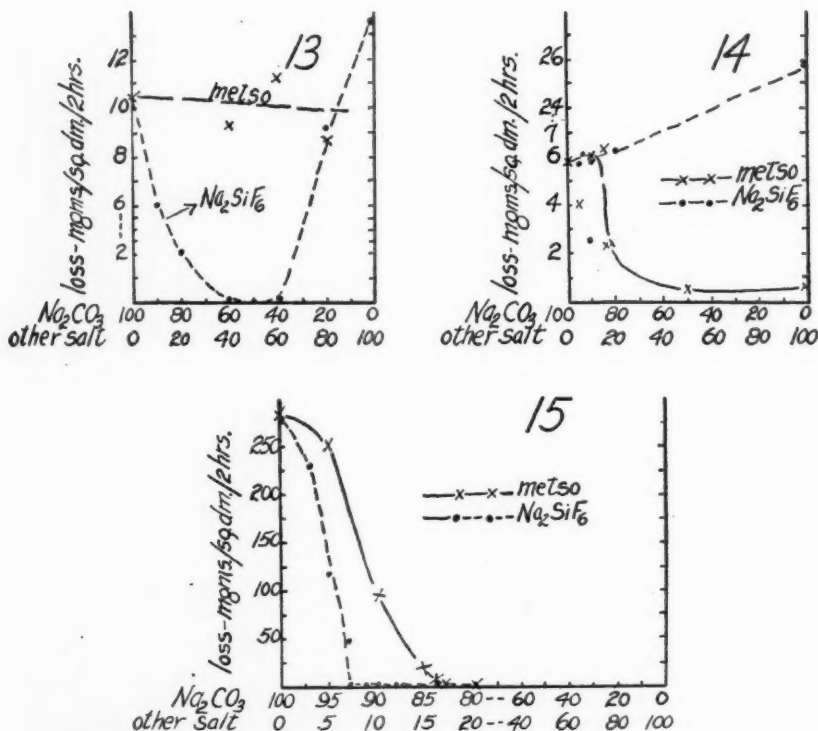 13
12
10
8
6
2
loss-mgms/sq.dm./2hrs.
metso
Na₂SiF₆
Na₂CO₃ 100 80 60 40 20 0
other salt 0 20 40 60 80 100
14
26
24
7
6
4
2
loss-mgms/sq.dm./2hrs.
x—x— metso
Na₂SiF₆
Na₂CO₃ 100 80 60 40 20 0
other salt 0 20 40 60 80 100
15
250
200
150
100
50
loss-mgms/sq.dm./2hrs.
x—x— metso
Na₂SiF₆
Na₂CO₃ 100 95 90 85 80--60 40 20 0
other salt 0 5 10 15 20--40 60 80 100